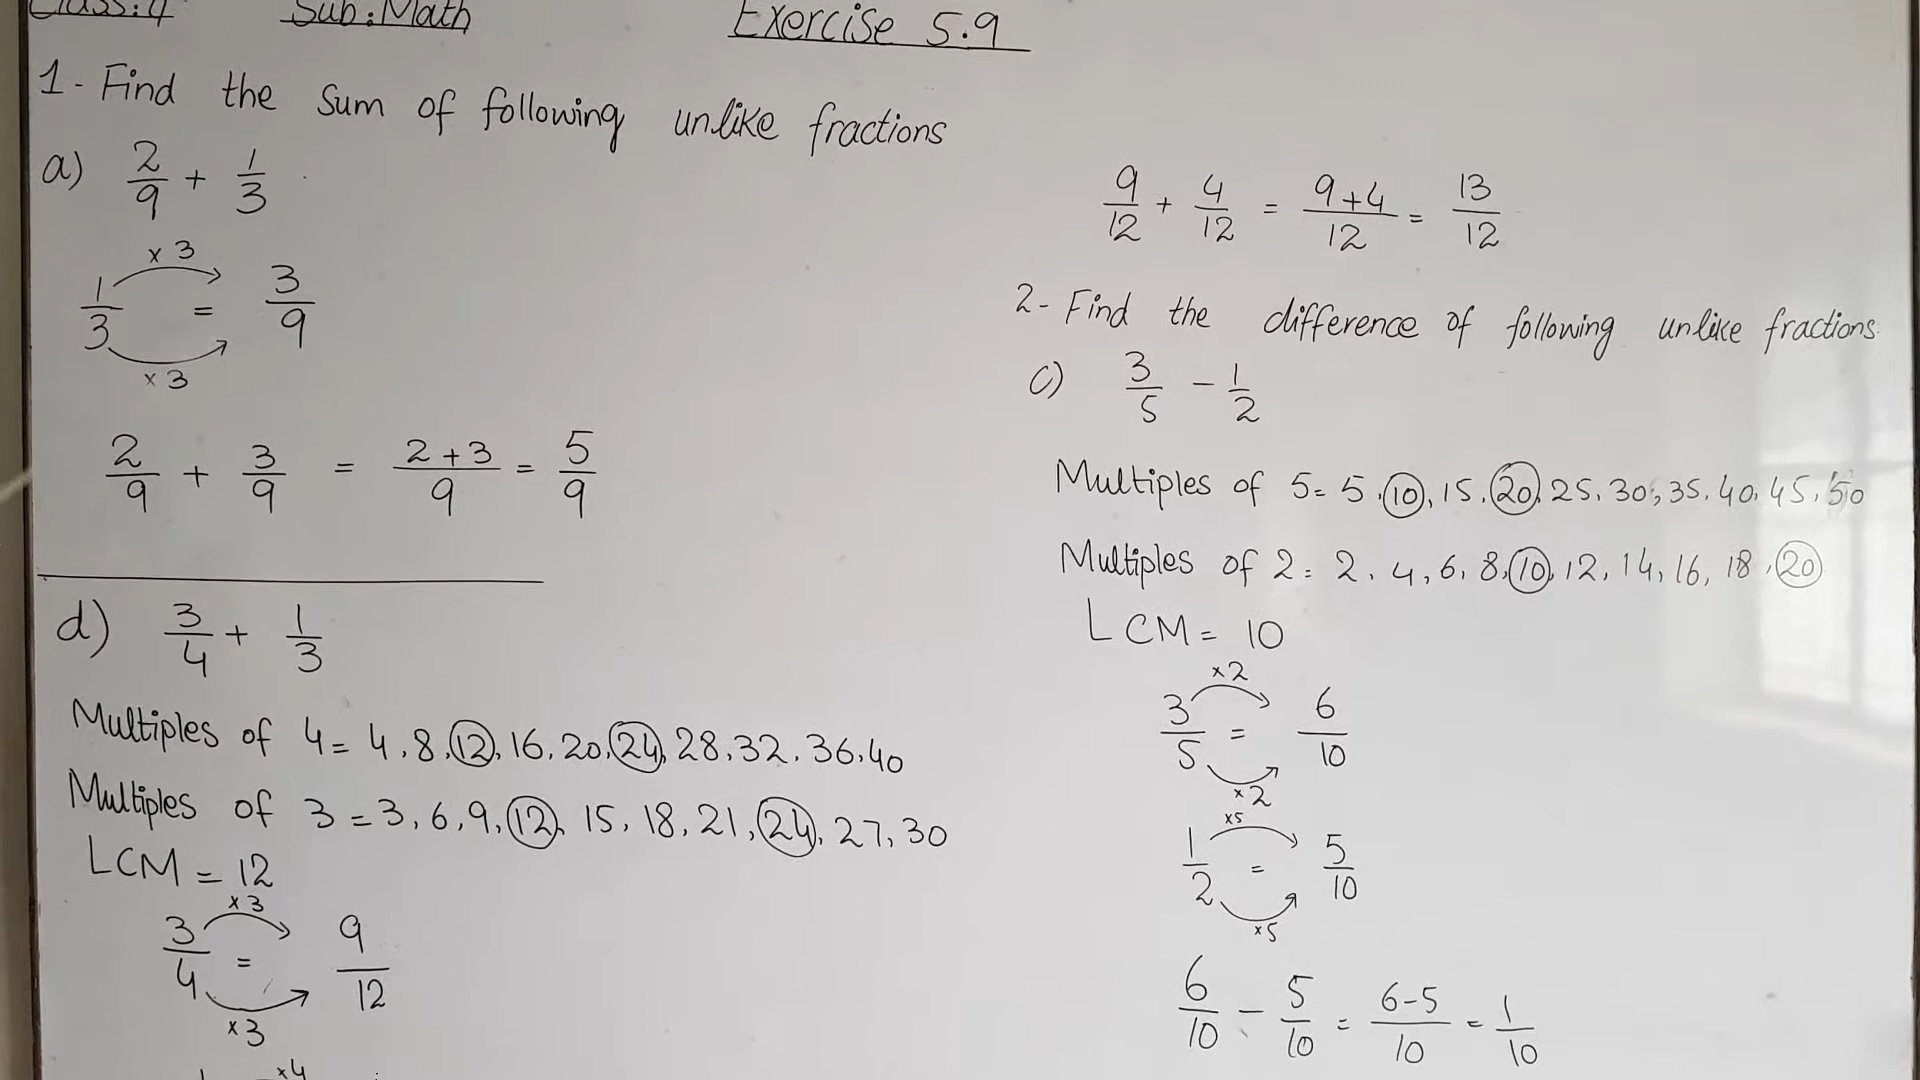 Class:4 Sub:Math Exercise 5.9
1- Find the sum of following unlike fractions
a) 2/9 + 1/3
×3
1/3 = 3/9
×3
2/9 + 3/9 = 2+3/9 = 5/9
d) 3/4 + 1/3
Multiples of 4= 4,8,12,16,20,24,28,32,36,40
Multiples of 3=3,6,9,12,15,18,21,24,27,30
LCM=12
×3
3/4 = 9/12
×3
×4
9/12 + 4/12 = 9+4/12 = 13/12
2- Find the difference of following unlike fractions
c) 3/5 - 1/2
Multiples of 5= 5,10,15,20,25,30,35,40,45,50
Multiples of 2= 2,4,6,8,10,12,14,16,18,20
LCM= 10
×2
3/5 = 6/10
×2
×5
1/2 = 5/10
×5
6/10 - 5/10 = 6-5/10 = 1/10